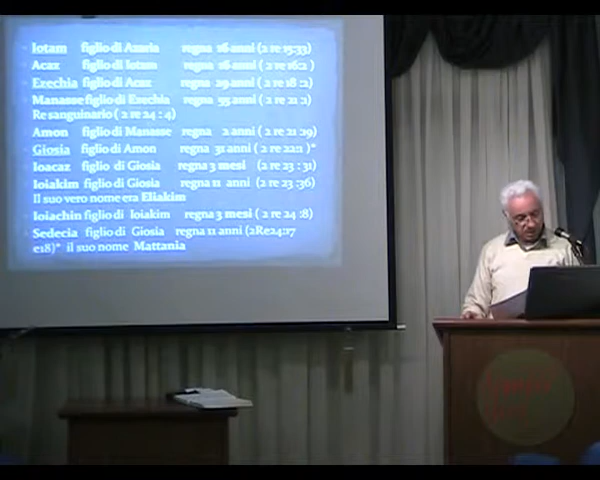 Iotam figlio di Azaria regna 16 anni (2 re 15:33)
Acaz figlio di Iotam regna 16 anni ( 2 re 16:2 )
Ezechia figlio di Acaz regna 29 anni ( 2 re 18 :2)
Manasse figlio di Ezechia regna 55 anni ( 2 re 21 :1)
Re sanguinario ( 2 re 24 : 4)
Amon figlio di Manasse regna 2 anni ( 2 re 21 :19)
Giosia figlio di Amon regna 31 anni ( 2 re 22:1 )*
Ioacaz figlio di Giosia regna 3 mesi (2 re 23 : 31)
Ioiakim figlio di Giosia regna 11 anni (2 re 23 :36)
Il suo vero nome era Eliakim
Ioiachin figlio di Ioiakim regna 3 mesi ( 2 re 24 :8)
Sedecia figlio di Giosia regna 11 anni (2Re24:17
e18)* il suo nome Mattania